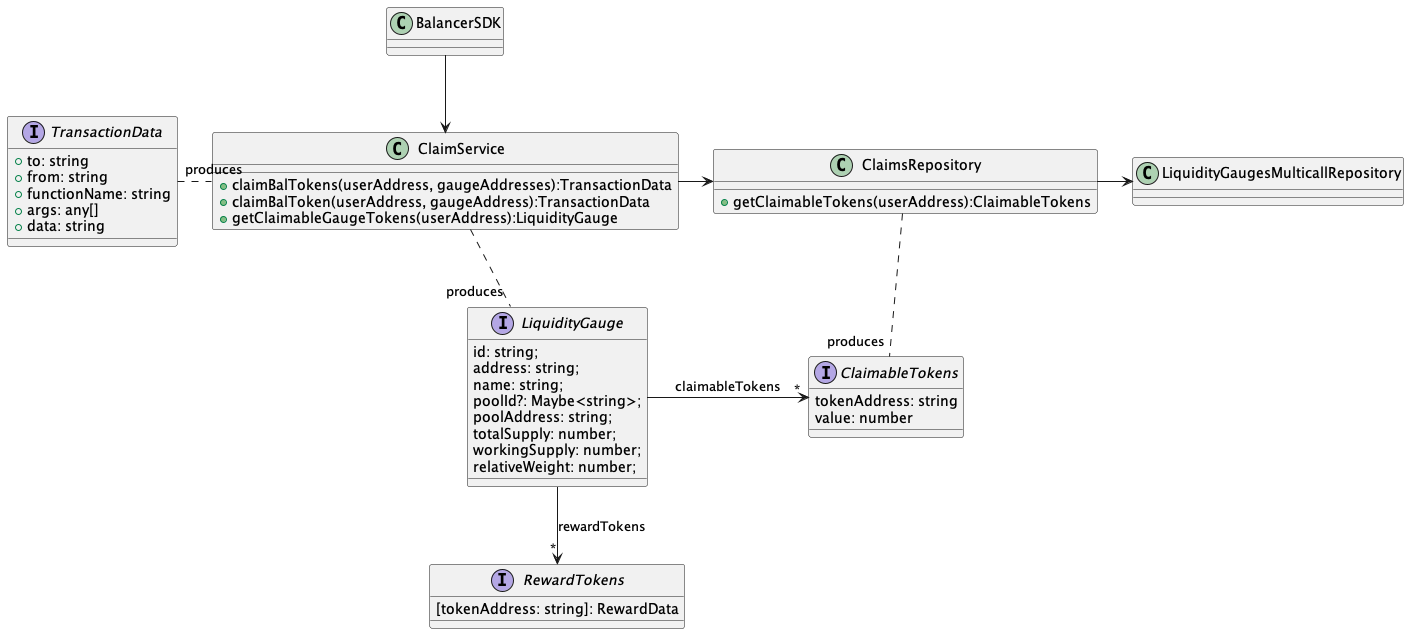 C BalancerSDK
I TransactionData
to: string
from: string
functionName: string
args: any[]
data: string
produces
C ClaimService
claimBalTokens(userAddress, gaugeAddresses):TransactionData
claimBalToken(userAddress, gaugeAddress):TransactionData
getClaimableGaugeTokens(userAddress):LiquidityGauge
C ClaimsRepository
getClaimableTokens(userAddress):ClaimableTokens
C LiquidityGaugesMulticallRepository
produces
I LiquidityGauge
id: string;
address: string;
name: string;
poolId?: Maybe<string>;
poolAddress: string;
totalSupply: number;
workingSupply: number;
relativeWeight: number;
claimableTokens *
produces
I ClaimableTokens
tokenAddress: string
value: number
rewardTokens
*
I RewardTokens
[tokenAddress: string]: RewardData